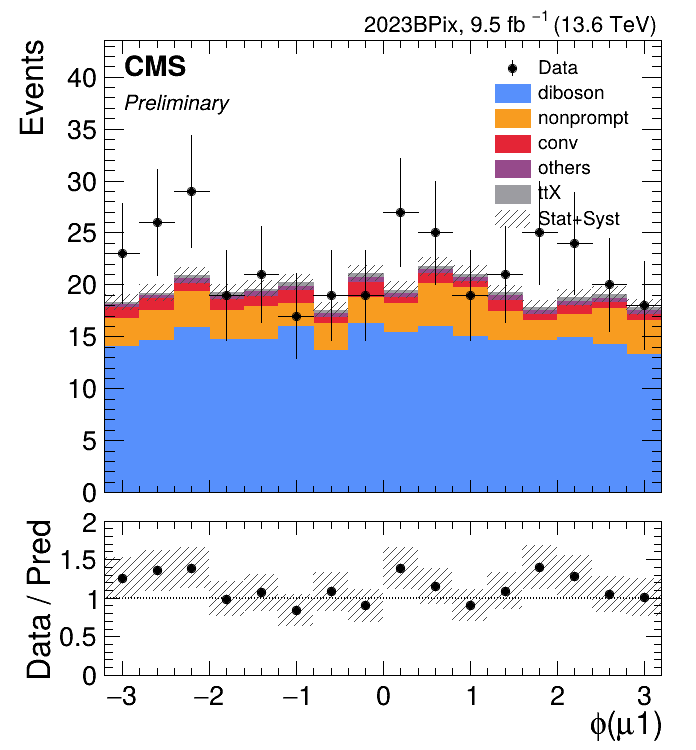 2023BPix, 9.5 fb⁻¹ (13.6 TeV)
CMS
Preliminary
Events
Data
diboson
nonprompt
conv
others
ttX
Stat+Syst
40
35
30
25
20
15
10
5
0
Data / Pred
2
1.5
1
0.5
0
−3 −2 −1 0 1 2 3
ϕ(μ1)